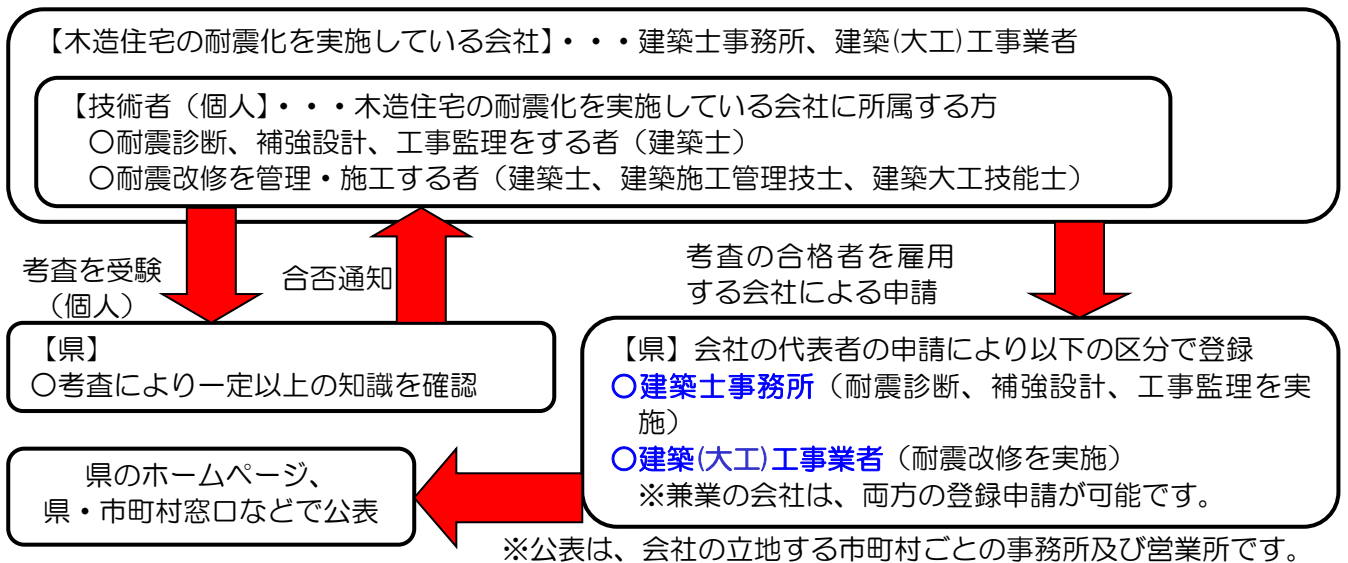 【木造住宅の耐震化を実施している会社】・・・建築士事務所、建築(大工)工事業者
【技術者（個人】・・・木造住宅の耐震化を実施している会社に所属する方
〇耐震診断、補強設計、工事監理をする者（建築士）
〇耐震改修を管理・施工する者（建築士、建築施工管理技士、建築大工技能士）
考査を受験
（個人）
合否通知
考査の合格者を雇用
する会社による申請
【県】
〇考査により一定以上の知識を確認
【県】会社の代表者の申請により以下の区分で登録
〇建築士事務所（耐震診断、補強設計、工事監理を実
施）
〇建築(大工)工事業者（耐震改修を実施）
※兼業の会社は、両方の登録申請が可能です。
県のホームページ、
県・市町村窓口などで公表
※公表は、会社の立地する市町村ごとの事務所及び営業所です。